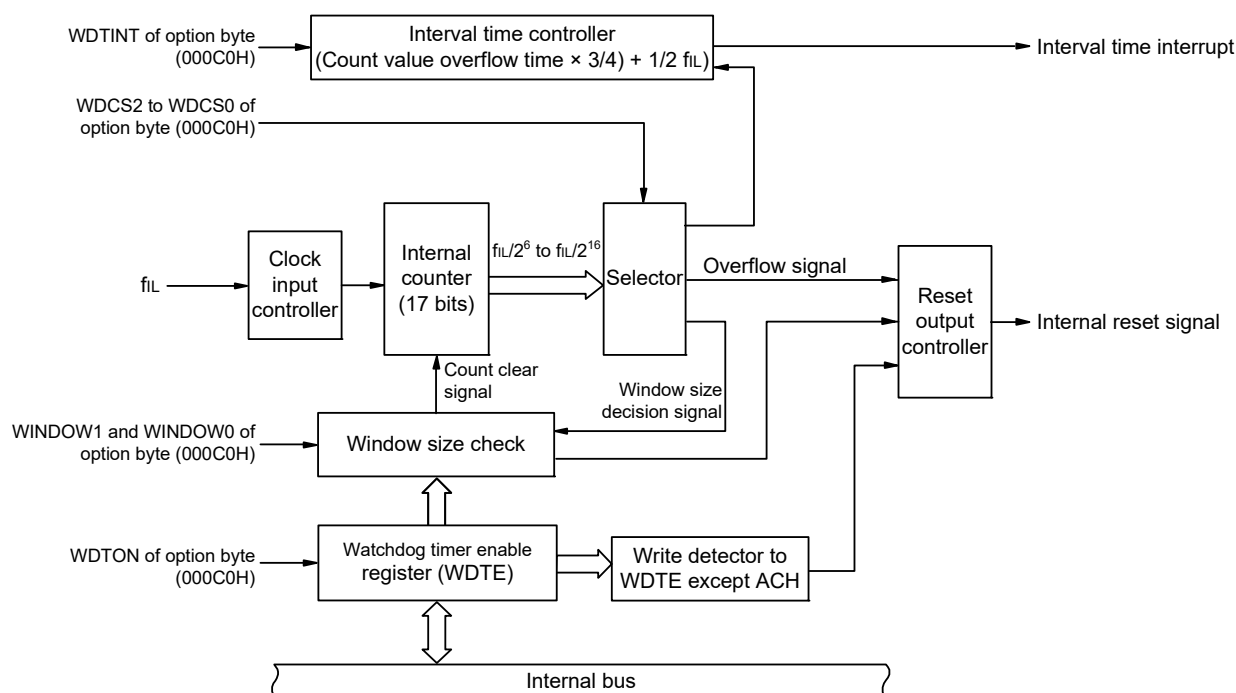 WDTINT of option byte
(000C0H)
Interval time controller
(Count value overflow time × 3/4) + 1/2 fIL)
Interval time interrupt
WDCS2 to WDCS0 of
option byte (000C0H)
fIL
Clock
input
controller
Internal
counter
(17 bits)
fIL/2⁶ to fIL/2¹⁶
Selector
Overflow signal
Reset
output
controller
Internal reset signal
Count clear
signal
Window size
decision signal
WINDOW1 and WINDOW0 of
option byte (000C0H)
Window size check
WDTON of option byte
(000C0H)
Watchdog timer enable
register (WDTE)
Write detector to
WDTE except ACH
Internal bus